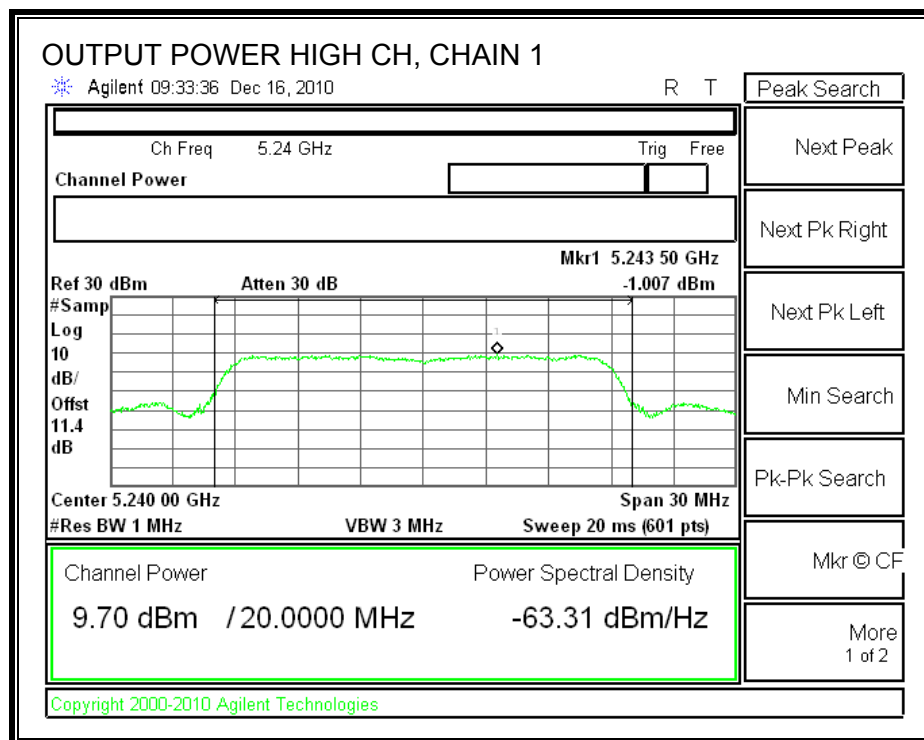 OUTPUT POWER HIGH CH, CHAIN 1
Agilent 09:33:36 Dec 16, 2010 R T
Peak Search
Ch Freq 5.24 GHz Trig Free
Channel Power
Next Peak
Next Pk Right
Mkr1 5.243 50 GHz
Ref 30 dBm Atten 30 dB -1.007 dBm
#Samp
Log
10
dB/
Offst
11.4
dB
1
Next Pk Left
Min Search
Pk-Pk Search
Center 5.240 00 GHz Span 30 MHz
#Res BW 1 MHz VBW 3 MHz Sweep 20 ms (601 pts)
Channel Power Power Spectral Density
9.70 dBm / 20.0000 MHz -63.31 dBm/Hz
Mkr © CF
More
1 of 2
Copyright 2000-2010 Agilent Technologies